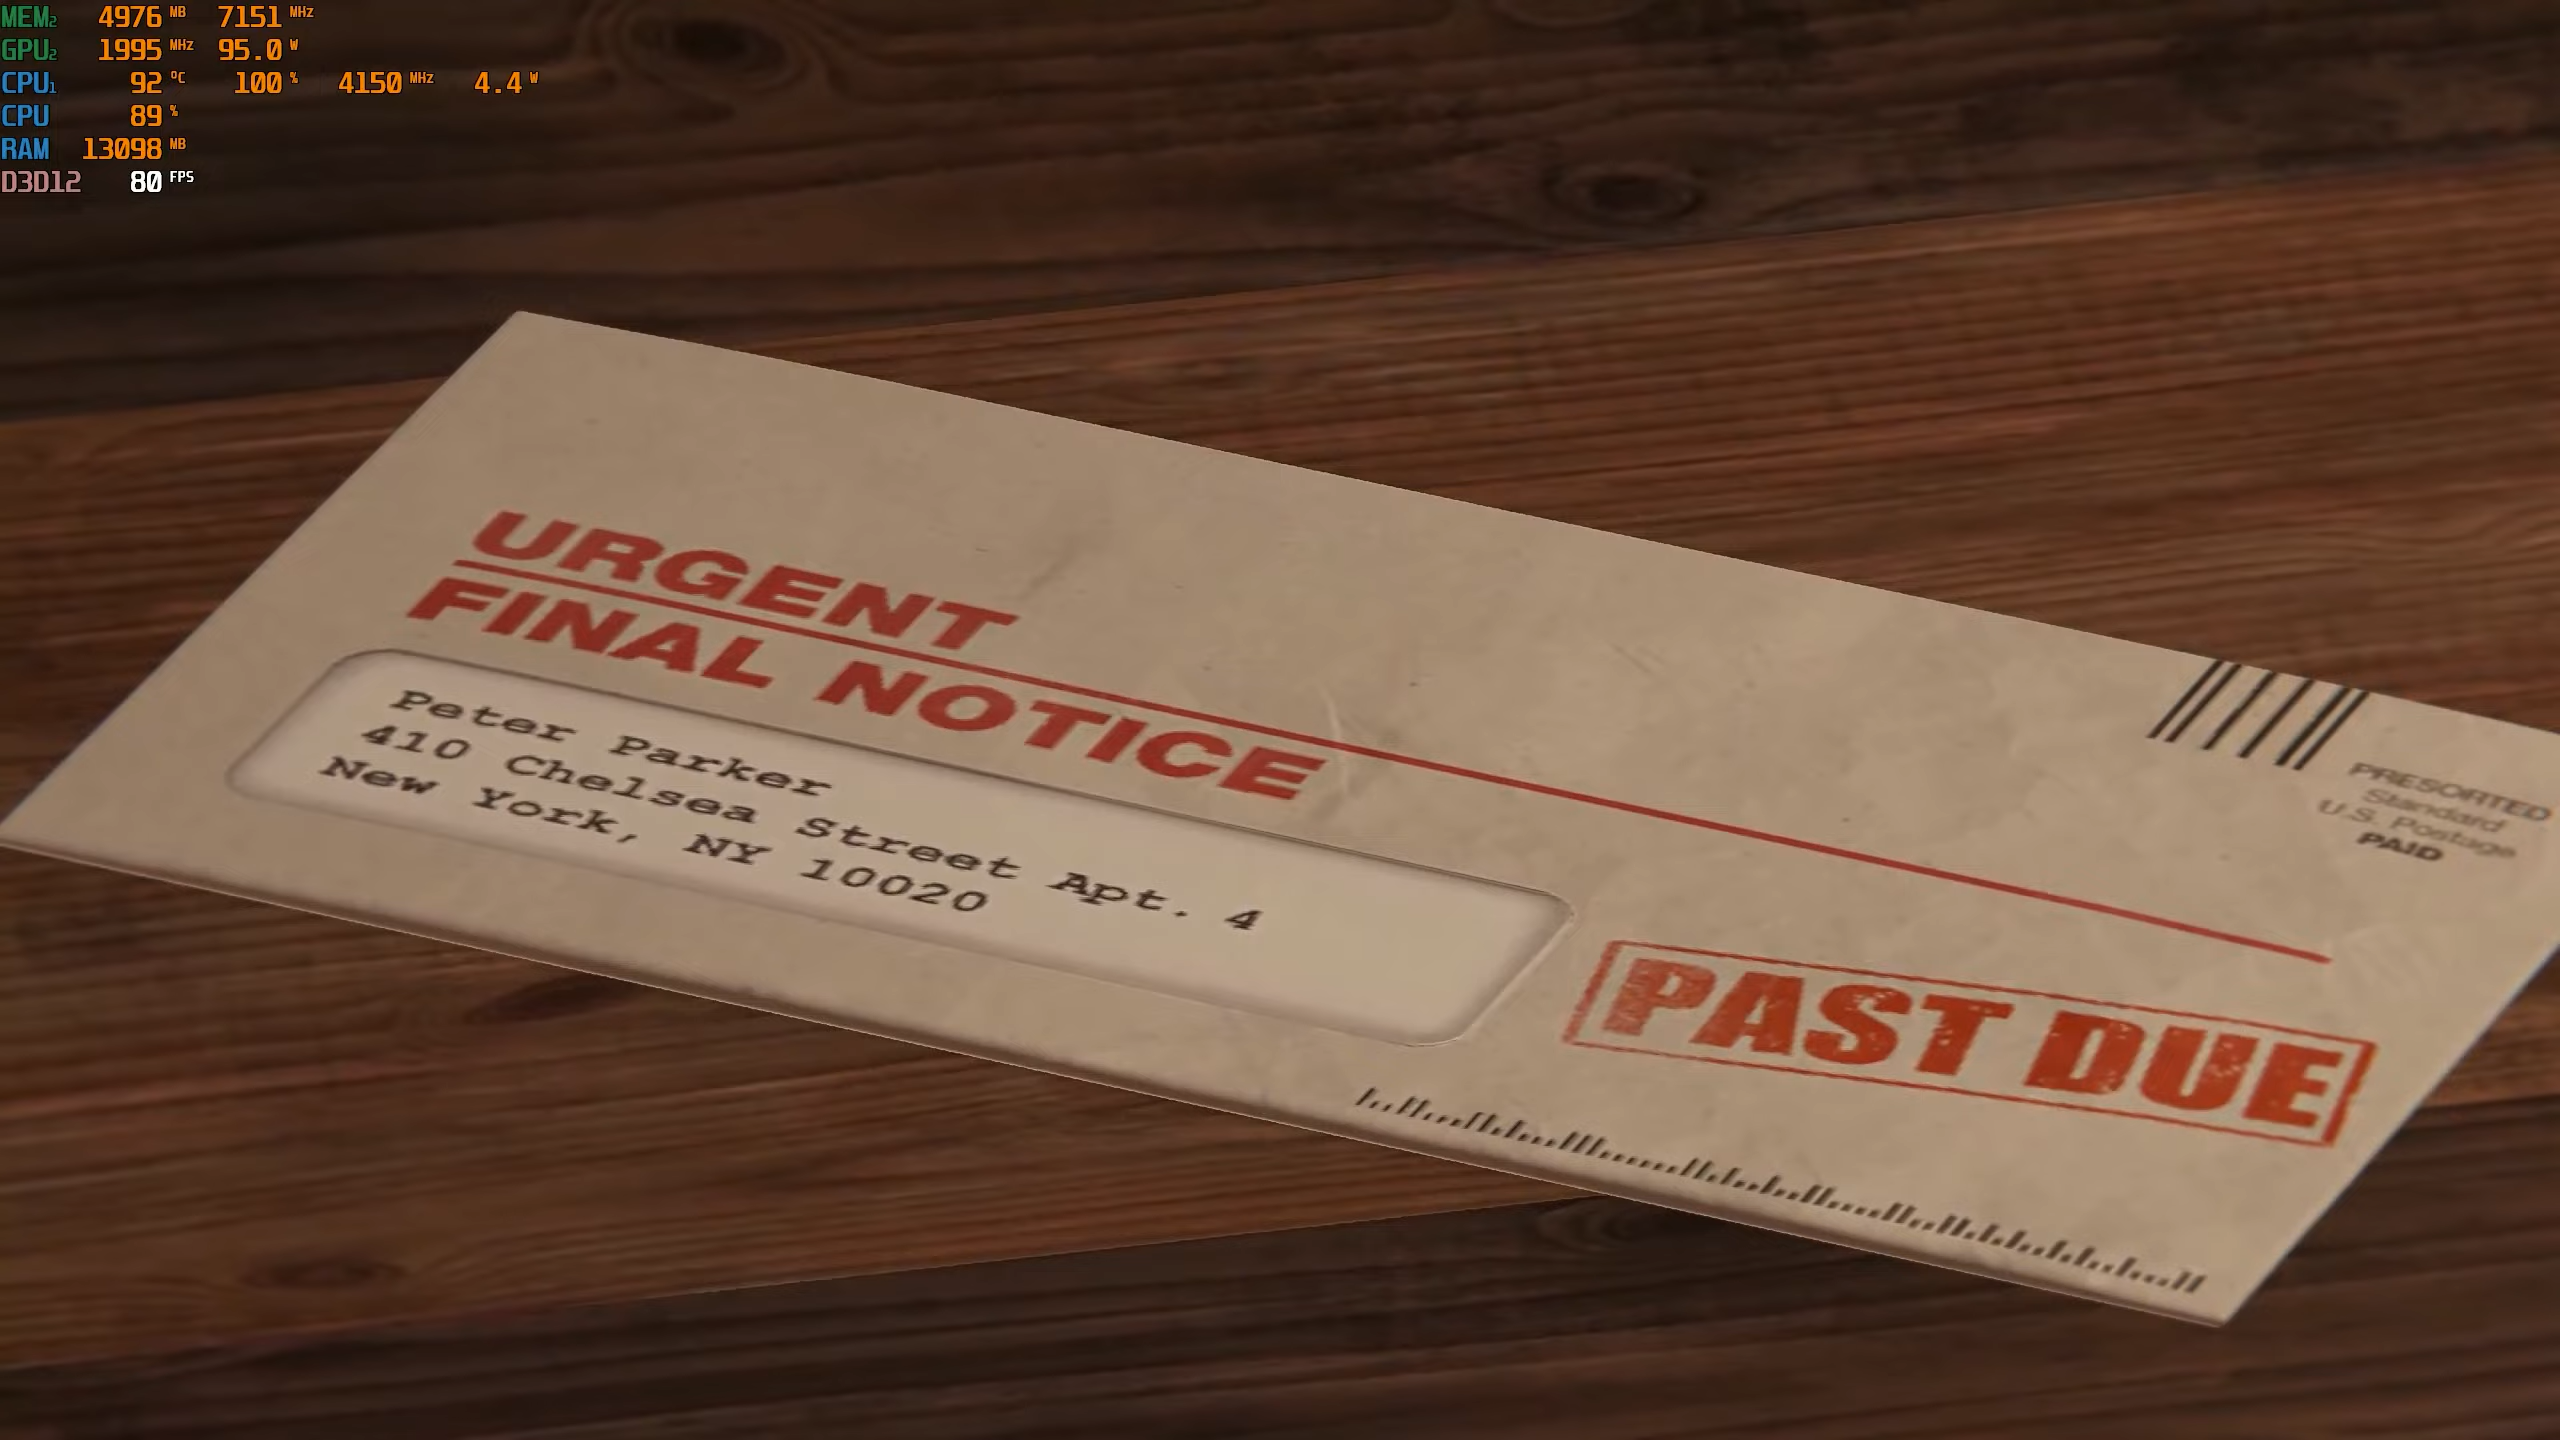 MEM2 4976 MB 7151 MHz
GPU2 1995 MHz 95.0 W
CPU1 92 °C 100 % 4150 MHz 4.4 W
CPU 89 %
RAM 13098 MB
D3D12 80 FPS
URGENT
FINAL NOTICE
Peter Parker
410 Chelsea Street Apt. 4
New York, NY 10020
PRESORTED
Standard
U.S. Postage
PAID
PAST DUE